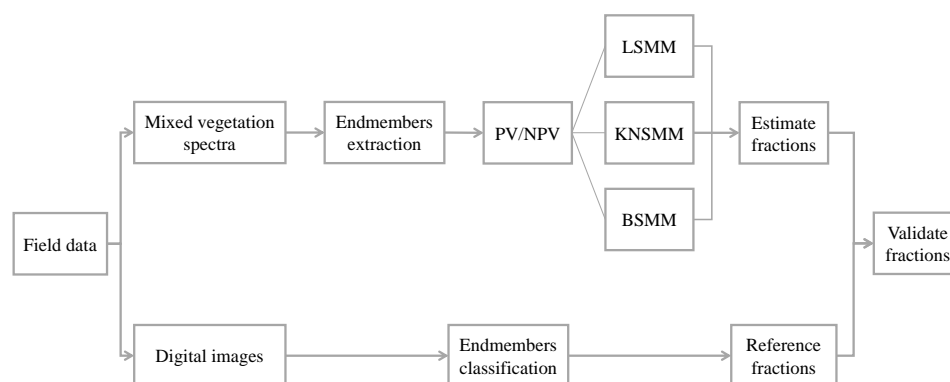 Field data
Mixed vegetation
spectra
Endmembers
extraction
PV/NPV
LSMM
KNSMM
BSMM
Estimate
fractions
Digital images
Endmembers
classification
Reference
fractions
Validate
fractions